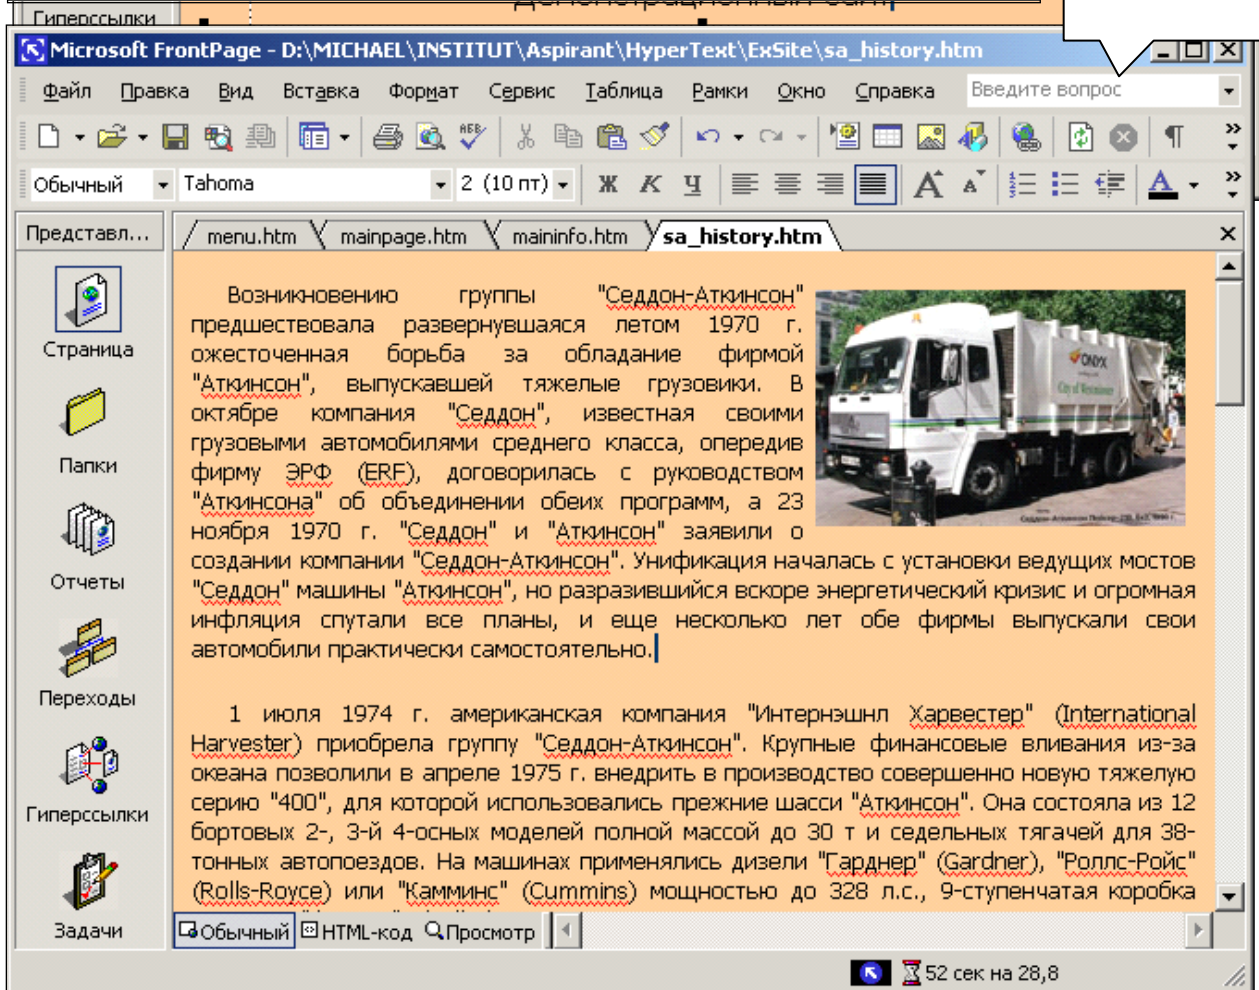 Гиперссылки
демонстрационный сайт
Microsoft FrontPage - D:\MICHAEL\INSTITUT\Aspirant\HyperText\ExSite\sa_history.htm
Файл Правка Вид Вставка Формат Сервис Таблица Рамки Окно Справка Введите вопрос
Обычный Tahoma 2 (10 пт) Ж К Ч
Представл... menu.htm mainpage.htm maininfo.htm sa_history.htm
Страница
Папки
Отчеты
Переходы
Гиперссылки
Задачи
Возникновению группы "Седдон-Аткинсон"
предшествовала развернувшаяся летом 1970 г.
ожесточенная борьба за обладание фирмой
"Аткинсон", выпускавшей тяжелые грузовики. В
октябре компания "Седдон", известная своими
грузовыми автомобилями среднего класса, опередив
фирму ЭРФ (ERF), договорилась с руководством
"Аткинсона" об объединении обеих программ, а 23
ноября 1970 г. "Седдон" и "Аткинсон" заявили о
создании компании "Седдон-Аткинсон". Унификация началась с установки ведущих мостов
"Седдон" машины "Аткинсон", но разразившийся вскоре энергетический кризис и огромная
инфляция спутали все планы, и еще несколько лет обе фирмы выпускали свои
автомобили практически самостоятельно.
1 июля 1974 г. американская компания "Интернэшнл Харвестер" (International
Harvester) приобрела группу "Седдон-Аткинсон". Крупные финансовые вливания из-за
океана позволили в апреле 1975 г. внедрить в производство совершенно новую тяжелую
серию "400", для которой использовались прежние шасси "Аткинсон". Она состояла из 12
бортовых 2-, 3-й 4-осных моделей полной массой до 30 т и седельных тягачей для 38-
тонных автопоездов. На машинах применялись дизели "Гарднер" (Gardner), "Роллс-Ройс"
(Rolls-Royce) или "Камминс" (Cummins) мощностью до 328 л.с., 9-ступенчатая коробка
ONYX
City of Westminster
Обычный HTML-код Просмотр
52 сек на 28,8